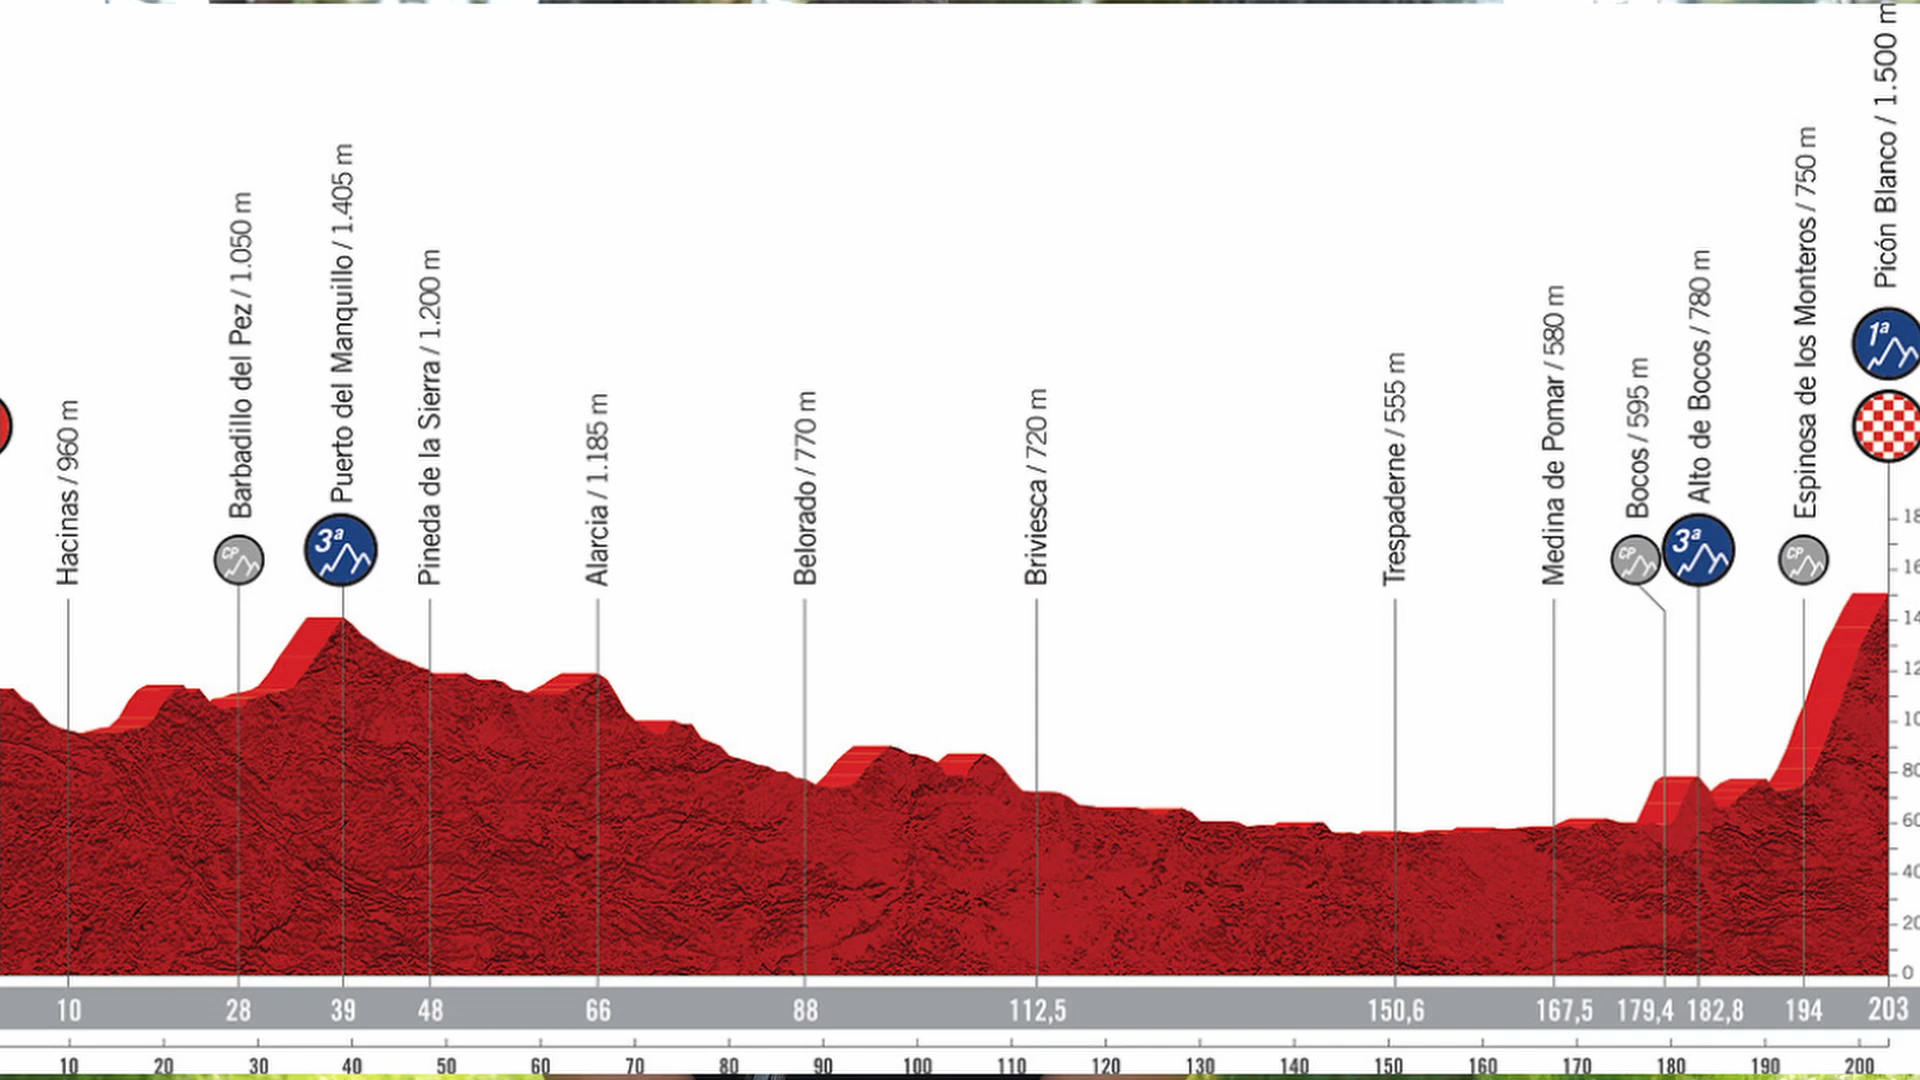 Hacinas / 960 m
Barbadillo del Pez / 1.050 m
Puerto del Manquillo / 1.405 m
Pineda de la Sierra / 1.200 m
Alarcia / 1.185 m
Belorado / 770 m
Briviesca / 720 m
Trespaderne / 555 m
Medina de Pomar / 580 m
Bocos / 595 m
Alto de Bocos / 780 m
Espinosa de los Monteros / 750 m
Picón Blanco / 1.500 m
1ª
CP
3ª
CP
3ª
CP
0
10 28 39 48 66 88 112,5 150,6 167,5 179,4 182,8 194 203
10 20 30 40 50 60 70 80 90 100 110 120 130 140 150 160 170 180 190 200